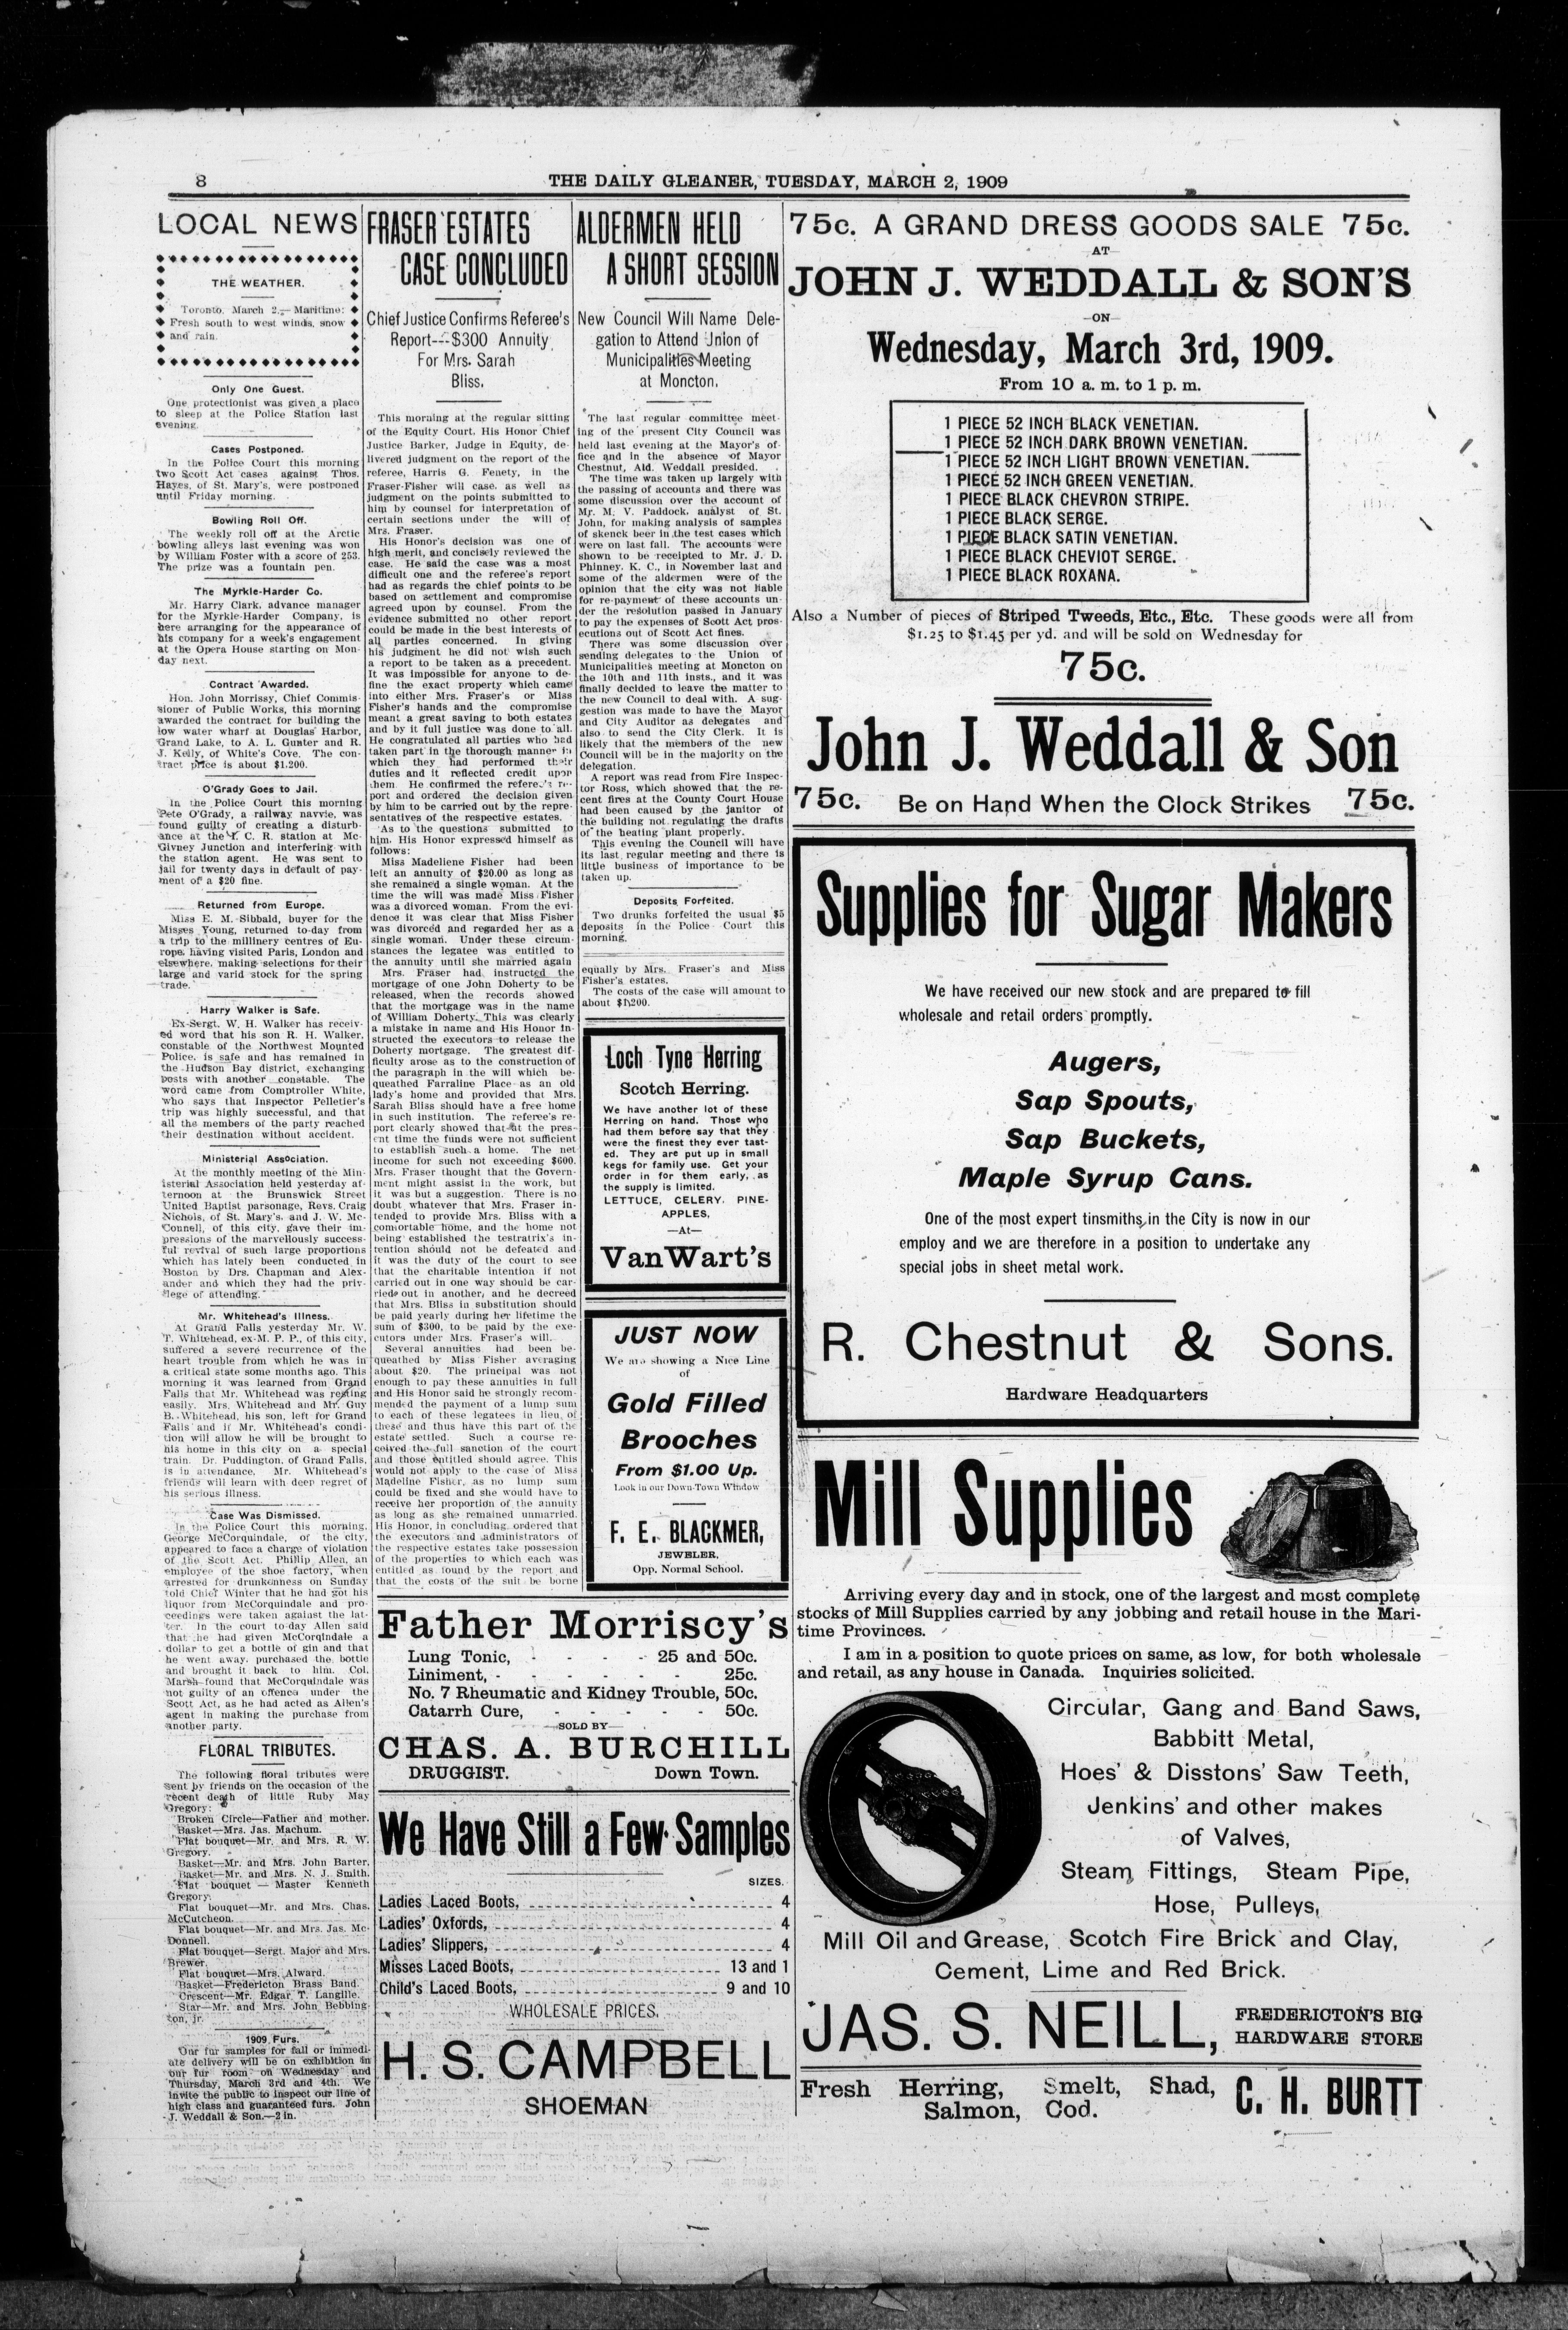 8
THE DAILY GLEANER, TUESDAY, MARCH 2, 1909
LOCAL NEWS
THE WEATHER.
Toronto, March 2.— Maritime:
Fresh south to west winds, snow
and rain.
Only One Guest.
One protectionist was given a place
to sleep at the Police Station last
evening.
Cases Postponed.
In the Police Court this morning
two Scott Act cases against Thos.
Hayes, of St. Mary's, were postponed
until Friday morning.
Bowling Roll Off.
The weekly roll off at the Arctic
bowling alleys last evening was won
by William Foster with a score of 253.
The prize was a fountain pen.
The Myrkle-Harder Co.
Mr. Harry Clark, advance manager
for the Myrkle-Harder Company, is
here arranging for the appearance of
his company for a week's engagement
at the Opera House starting on Mon-
day next.
Contract Awarded.
Hon. John Morrissy, Chief Commis-
sioner of Public Works, this morning
awarded the contract for building the
low water wharf at Douglas Harbor,
Grand Lake, to A. L. Gunter and R.
J. Kelly, of White's Cove. The con-
tract price is about $1,200.
O'Grady Goes to Jail.
In the Police Court this morning
Pete O'Grady, a railway navvie, was
found guilty of creating a disturb-
ance at the I. C. R. station at Mc-
Givney Junction and interfering with
the station agent. He was sent to
jail for twenty days in default of pay-
ment of a $20 fine.
Returned from Europe.
Miss E. M. Sibbald, buyer for the
Misses Young, returned to-day from
a trip to the millinery centres of Eu-
rope, having visited Paris, London and
elsewhere, making selections for their
large and varid stock for the spring
trade.
Harry Walker is Safe.
Ex-Sergt. W. H. Walker has receiv-
ed word that his son R. H. Walker,
constable of the Northwest Mounted
Police, is safe and has remained in
the Hudson Bay district, exchanging
posts with another constable. The
word came from Comptroller White,
who says that Inspector Pelletier's
trip was highly successful, and that
all the members of the party reached
their destination without accident.
Ministerial Association.
At the monthly meeting of the Min-
isterial Association held yesterday af-
ternoon at the Brunswick Street
United Baptist parsonage, Revs. Craig
Nichols, of St. Mary's, and J. W. Mc-
Connell, of this city, gave their im-
pressions of the marvellously success-
ful revival of such large proportions
which has lately been conducted in
Boston by Drs. Chapman and Alex-
ander and which they had the priv-
ilege of attending.
Mr. Whitehead's Illness.
At Grand Falls yesterday Mr. W.
T. Whitehead, ex-M. P. P., of this city,
suffered a severe recurrence of the
heart trouble from which he was in
a critical state some months ago. This
morning it was learned from Grand
Falls that Mr. Whitehead was resting
easily. Mrs. Whitehead and Mr. Guy
B. Whitehead, his son, left for Grand
Falls and if Mr. Whitehead's condi-
tion will allow he will be brought to
his home in this city on a special
train. Dr. Puddington, of Grand Falls,
is in attendance. Mr. Whitehead's
friends will learn with deep regret of
his serious illness.
Case Was Dismissed.
In the Police Court this morning,
George McCorquindale, of the city,
appeared to face a charge of violation
of the Scott Act. Phillip Allen, an
employee of the shoe factory, when
arrested for drunkenness on Sunday
told Chief Winter that he had got his
liquor from McCorquindale and pro-
ceedings were taken against the lat-
ter. In the court to-day Allen said
that he had given McCorqindale a
dollar to get a bottle of gin and that
he went away, purchased the bottle
and brought it back to him. Col.
Marsh found that McCorquindale was
not guilty of an offence under the
Scott Act, as he had acted as Allen's
agent in making the purchase from
another party.
FLORAL TRIBUTES.
The following floral tributes were
sent by friends on the occasion of the
recent death of little Ruby May
Gregory:
Broken Circle—Father and mother.
Basket—Mrs. Jas. Machum.
Flat bouquet—Mr. and Mrs. R. W.
Gregory.
Basket—Mr. and Mrs. John Barter.
Basket—Mr. and Mrs. N. J. Smith.
Flat bouquet — Master Kenneth
Gregory.
Flat bouquet—Mr. and Mrs. Chas.
McCutcheon.
Flat bouquet—Mr. and Mrs. Jas. Mc-
Donnell.
Flat bouquet—Sergt. Major and Mrs.
Brewer.
Flat bouquet—Mrs. Alward.
Basket—Fredericton Brass Band.
Crescent—Mr. Edgar T. Langille.
Star—Mr. and Mrs. John Bebbing-
ton, jr.
1909 Furs.
Our fur samples for fall or immedi-
ate delivery will be on exhibition in
our fur room on Wednesday and
Thursday, March 3rd and 4th. We
invite the public to inspect our line of
high class and guaranteed furs. John
J. Weddall & Son.—2 in.
FRASER ESTATES
CASE CONCLUDED
Chief Justice Confirms Referee's
Report---$300 Annuity
For Mrs. Sarah
Bliss.
This morning at the regular sitting
of the Equity Court, His Honor Chief
Justice Barker, Judge in Equity, de-
livered judgment on the report of the
referee, Harris G. Fenety, in the
Fraser-Fisher will case, as well as
judgment on the points submitted to
him by counsel for interpretation of
certain sections under the will of
Mrs. Fraser.
His Honor's decision was one of
high merit, and concisely reviewed the
case. He said the case was a most
difficult one and the referee's report
had as regards the chief points to be
based on settlement and compromise
agreed upon by counsel. From the
evidence submitted no other report
could be made in the best interests of
all parties concerned. In giving
his judgment he did not wish such
a report to be taken as a precedent.
It was impossible for anyone to de-
fine the exact property which came
into either Mrs. Fraser's or Miss
Fisher's hands and the compromise
meant a great saving to both estates
and by it full justice was done to all.
He congratulated all parties who had
taken part in the thorough manner in
which they had performed their
duties and it reflected credit upon
them. He confirmed the referee's re-
port and ordered the decision given
by him to be carried out by the repre-
sentatives of the respective estates.
As to the questions submitted to
him, His Honor expressed himself as
follows:
Miss Madeliene Fisher had been
left an annuity of $20.00 as long as
she remained a single woman. At the
time the will was made Miss Fisher
was a divorced woman. From the evi-
dence it was clear that Miss Fisher
was divorced and regarded her as a
single woman. Under these circum-
stances the legatee was entitled to
the annuity until she married again
Mrs. Fraser had instructed the
mortgage of one John Doherty to be
released, when the records showed
that the mortgage was in the name
of William Doherty. This was clearly
a mistake in name and His Honor in-
structed the executors to release the
Doherty mortgage. The greatest dif-
ficulty arose as to the construction of
the paragraph in the will which be-
queathed Farraline Place as an old
lady's home and provided that Mrs.
Sarah Bliss should have a free home
in such institution. The referee's re-
port clearly showed that at the pres-
ent time the funds were not sufficient
to establish such a home. The net
income for such not exceeding $600.
Mrs. Fraser thought that the Govern-
ment might assist in the work, but
it was but a suggestion. There is no
doubt whatever that Mrs. Fraser in-
tended to provide Mrs. Bliss with a
comfortable home, and the home not
being established the testratrix's in-
tention should not be defeated and
it was the duty of the court to see
that the charitable intention if not
carried out in one way should be car-
ried out in another, and he decreed
that Mrs. Bliss in substitution should
be paid yearly during her lifetime the
sum of $300, to be paid by the exe-
cutors under Mrs. Fraser's will.
Several annuities had been be-
queathed by Miss Fisher averaging
about $20. The principal was not
enough to pay these annuities in full
and His Honor said he strongly recom-
mended the payment of a lump sum
to each of these legatees in lieu of
these and thus have this part of the
estate settled. Such a course re-
ceived the full sanction of the court
and those entitled should agree. This
would not apply to the case of Miss
Madeline Fisher, as no lump sum
could be fixed and she would have to
receive her proportion of the annuity
as long as she remained unmarried.
His Honor, in concluding, ordered that
the executors and administrators of
the respective estates take possession
of the properties to which each was
entitled as found by the report and
that the costs of the suit be borne
ALDERMEN HELD
A SHORT SESSION
New Council Will Name Dele-
gation to Attend Union of
Municipalities Meeting
at Moncton.
The last regular committee meet-
ing of the present City Council was
held last evening at the Mayor's of-
fice and in the absence of Mayor
Chestnut, Ald. Weddall presided.
The time was taken up largely with
the passing of accounts and there was
some discussion over the account of
Mr. M. V. Paddock, analyst of St.
John, for making analysis of samples
of skenck beer in the test cases which
were on last fall. The accounts were
shown to be receipted to Mr. J. D.
Phinney, K. C., in November last and
some of the aldermen were of the
opinion that the city was not liable
for re-payment of these accounts un-
der the resolution passed in January
to pay the expenses of Scott Act pros-
ecutions out of Scott Act fines.
There was some discussion over
sending delegates to the Union of
Municipalities meeting at Moncton on
the 10th and 11th insts., and it was
finally decided to leave the matter to
the new Council to deal with. A sug-
gestion was made to have the Mayor
and City Auditor as delegates and
also to send the City Clerk. It is
likely that the members of the new
Council will be in the majority on the
delegation.
A report was read from Fire Inspec-
tor Ross, which showed that the re-
cent fires at the County Court House
had been caused by the janitor of
the building not regulating the drafts
of the heating plant properly.
This evening the Council will have
its last regular meeting and there is
little business of importance to be
taken up.
Deposits Forfeited.
Two drunks forfeited the usual $5
deposits in the Police Court this
morning.
equally by Mrs. Fraser's and Miss
Fisher's estates.
The costs of the case will amount to
about $1,200.
Loch Tyne Herring
Scotch Herring.
We have another lot of these
Herring on hand. Those who
had them before say that they
were the finest they ever tast-
ed. They are put up in small
kegs for family use. Get your
order in for them early, as
the supply is limited.
LETTUCE, CELERY, PINE-
APPLES,
—At—
VanWart's
JUST NOW
We are showing a Nice Line
of
Gold Filled
Brooches
From $1.00 Up.
Look in our Down-Town Window
F. E. BLACKMER,
JEWELER,
Opp. Normal School.
Father Morriscy's
Lung Tonic, - - - - 25 and 50c.
Liniment, - - - - - - 25c.
No. 7 Rheumatic and Kidney Trouble, 50c.
Catarrh Cure, - - - - - 50c.
—SOLD BY—
CHAS. A. BURCHILL
DRUGGIST. Down Town.
We Have Still a Few Samples
SIZES.
Ladies Laced Boots, 4
Ladies' Oxfords, 4
Ladies' Slippers, 4
Misses Laced Boots, 13 and 1
Child's Laced Boots, 9 and 10
WHOLESALE PRICES.
H. S. CAMPBELL
SHOEMAN
75c. A GRAND DRESS GOODS SALE 75c.
AT
JOHN J. WEDDALL & SON'S
—ON—
Wednesday, March 3rd, 1909.
From 10 a. m. to 1 p. m.
1 PIECE 52 INCH BLACK VENETIAN.
1 PIECE 52 INCH DARK BROWN VENETIAN.
1 PIECE 52 INCH LIGHT BROWN VENETIAN.
1 PIECE 52 INCH GREEN VENETIAN.
1 PIECE BLACK CHEVRON STRIPE.
1 PIECE BLACK SERGE.
1 PIECE BLACK SATIN VENETIAN.
1 PIECE BLACK CHEVIOT SERGE.
1 PIECE BLACK ROXANA.
Also a Number of pieces of Striped Tweeds, Etc., Etc. These goods were all from
$1.25 to $1.45 per yd. and will be sold on Wednesday for
75c.
John J. Weddall & Son
75c. Be on Hand When the Clock Strikes 75c.
Supplies for Sugar Makers
We have received our new stock and are prepared to fill
wholesale and retail orders promptly.
Augers,
Sap Spouts,
Sap Buckets,
Maple Syrup Cans.
One of the most expert tinsmiths in the City is now in our
employ and we are therefore in a position to undertake any
special jobs in sheet metal work.
R. Chestnut & Sons.
Hardware Headquarters
Mill Supplies
Arriving every day and in stock, one of the largest and most complete
stocks of Mill Supplies carried by any jobbing and retail house in the Mari-
time Provinces.
I am in a position to quote prices on same, as low, for both wholesale
and retail, as any house in Canada. Inquiries solicited.
Circular, Gang and Band Saws,
Babbitt Metal,
Hoes' & Disstons' Saw Teeth,
Jenkins' and other makes
of Valves,
Steam Fittings, Steam Pipe,
Hose, Pulleys,
Mill Oil and Grease, Scotch Fire Brick and Clay,
Cement, Lime and Red Brick.
JAS. S. NEILL,
FREDERICTON'S BIG
HARDWARE STORE
Fresh Herring, Smelt, Shad,
Salmon, Cod.
C. H. BURTT